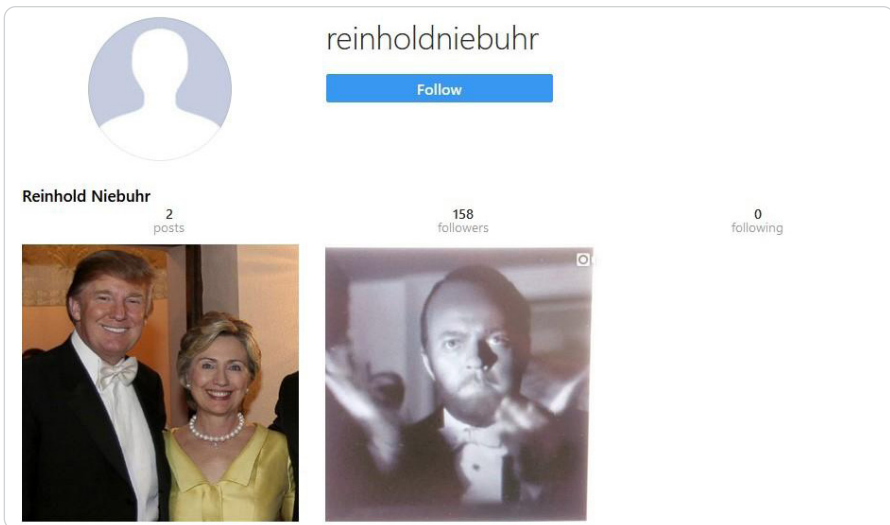 reinholdniebuhr
Follow
Reinhold Niebuhr
2 158 0
posts followers following